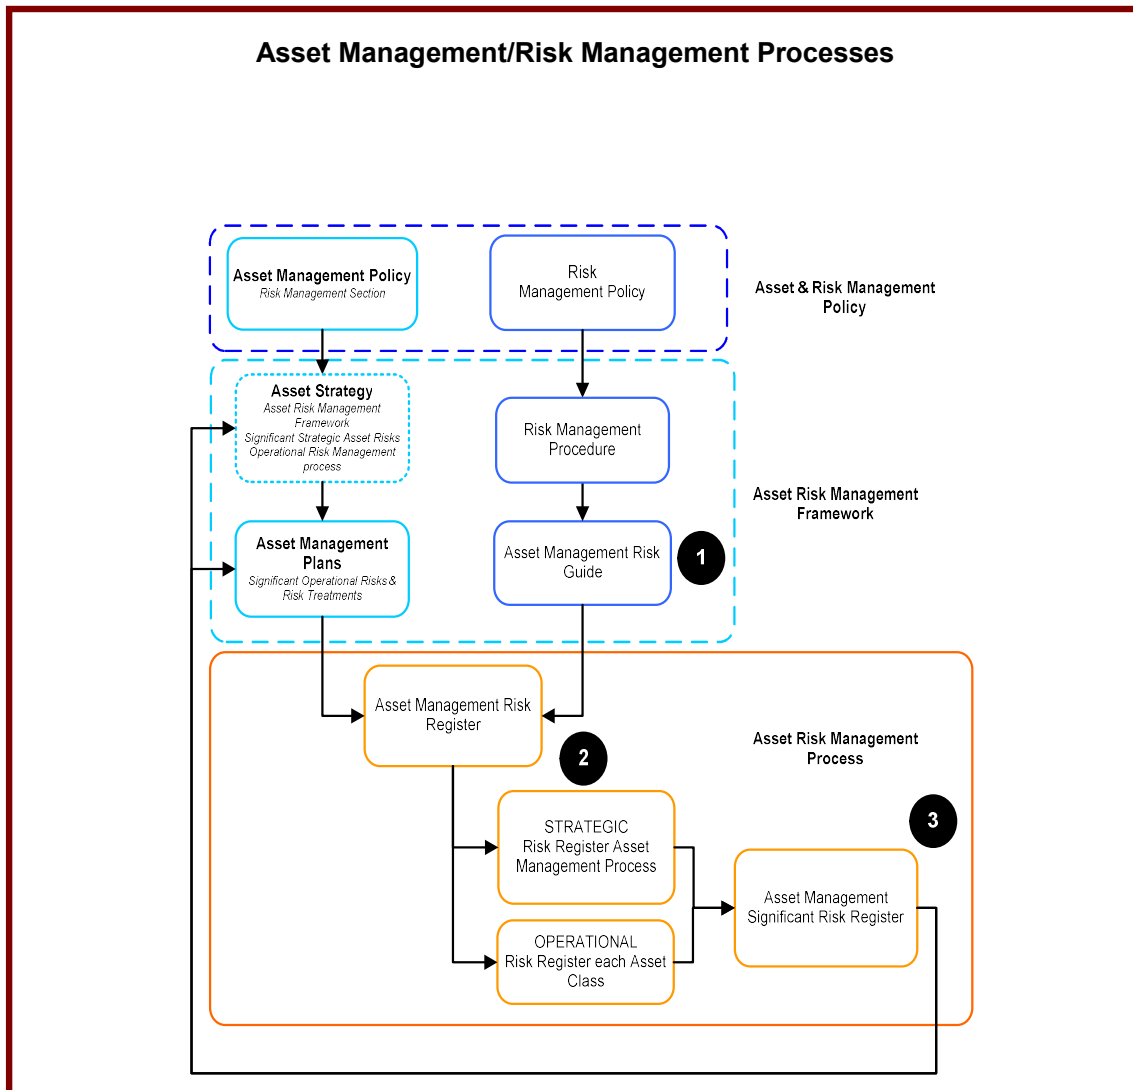 Asset Management/Risk Management Processes
Asset Management Policy
Risk Management Section
Risk
Management Policy
Asset & Risk Management
Policy
Asset Strategy
Asset Risk Management
Framework
Significant Strategic Asset Risks
Operational Risk Management
process
Risk Management
Procedure
Asset Risk Management
Framework
Asset Management
Plans
Significant Operational Risks &
Risk Treatments
Asset Management Risk
Guide
1
Asset Management Risk
Register
2
Asset Risk Management
Process
STRATEGIC
Risk Register Asset
Management Process
3
Asset Management
Significant Risk Register
OPERATIONAL
Risk Register each Asset
Class